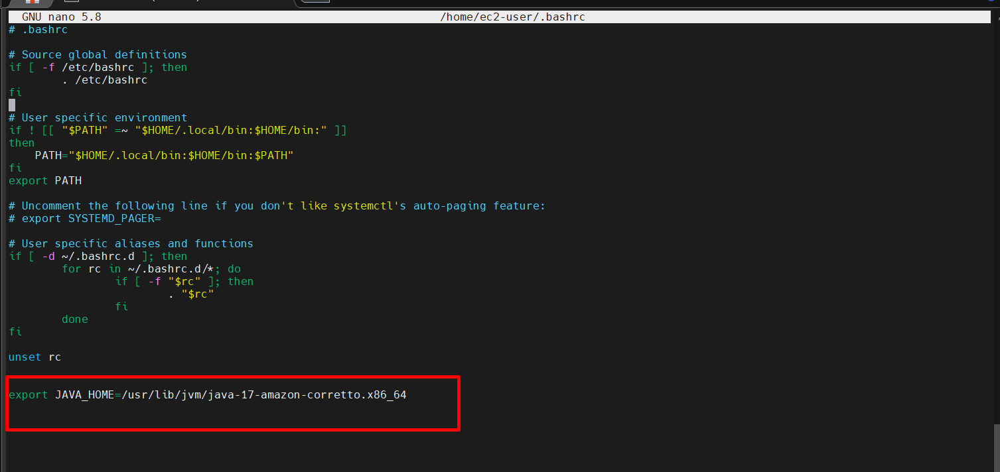 GNU nano 5.8 /home/ec2-user/.bashrc
# .bashrc
# Source global definitions
if [ -f /etc/bashrc ]; then
        . /etc/bashrc
fi
# User specific environment
if ! [[ "$PATH" =~ "$HOME/.local/bin:$HOME/bin:" ]]
then
    PATH="$HOME/.local/bin:$HOME/bin:$PATH"
fi
export PATH
# Uncomment the following line if you don't like systemctl's auto-paging feature:
# export SYSTEMD_PAGER=
# User specific aliases and functions
if [ -d ~/.bashrc.d ]; then
        for rc in ~/.bashrc.d/*; do
                if [ -f "$rc" ]; then
                        . "$rc"
                fi
        done
fi
unset rc
export JAVA_HOME=/usr/lib/jvm/java-17-amazon-corretto.x86_64